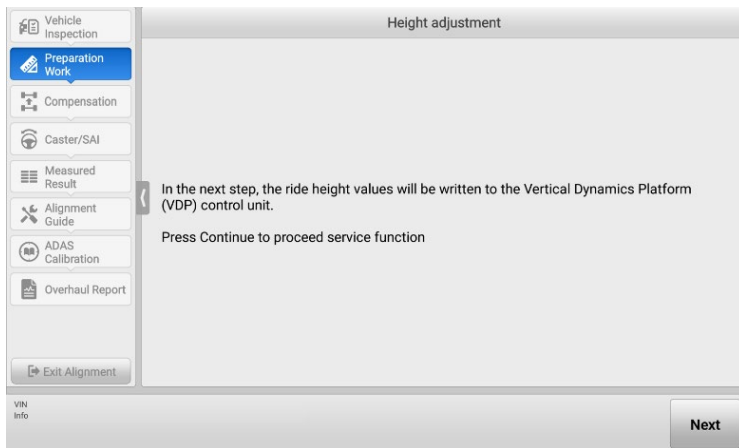 Vehicle
Inspection
Preparation
Work
Compensation
Caster/SAI
Measured
Result
Alignment
Guide
ADAS
Calibration
Overhaul Report
Exit Alignment
Height adjustment
In the next step, the ride height values will be written to the Vertical Dynamics Platform
(VDP) control unit.
Press Continue to proceed service function
VIN
Info
Next